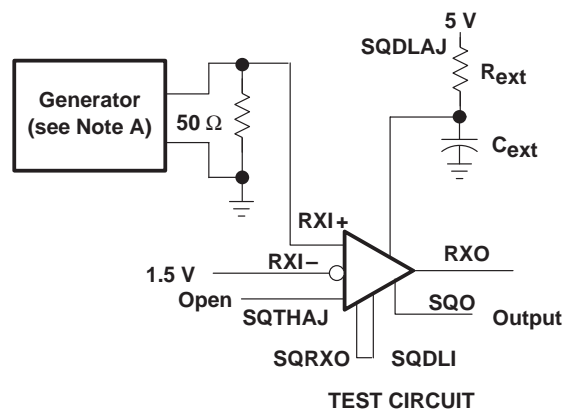 5 V
SQDLAJ
Rext
Generator
(see Note A)
50 Ω
Cext
RXI+
RXI−
RXO
1.5 V
Open
SQO
Output
SQTHAJ
SQRXO
SQDLI
TEST CIRCUIT